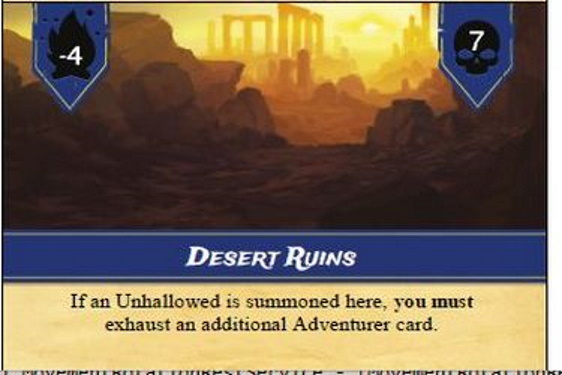 -4
7
DESERT RUINS
If an Unhallowed is summoned here, you must
exhaust an additional Adventurer card.